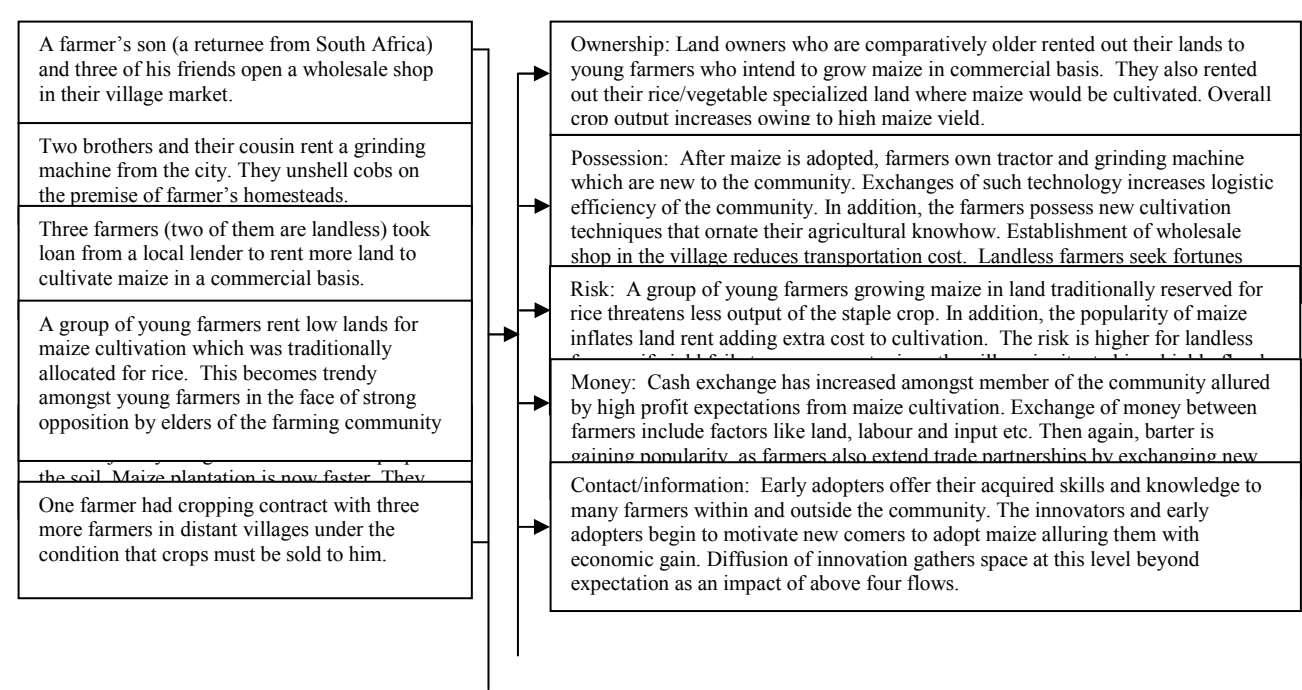 A farmer’s son (a returnee from South Africa)
and three of his friends open a wholesale shop
in their village market.
Two brothers and their cousin rent a grinding
machine from the city. They unshell cobs on
the premise of farmer’s homesteads.
Three farmers (two of them are landless) took
loan from a local lender to rent more land to
cultivate maize in a commercial basis.
A group of young farmers rent low lands for
maize cultivation which was traditionally
allocated for rice. This becomes trendy
amongst young farmers in the face of strong
opposition by elders of the farming community
the soil. Maize plantation is now faster. They
One farmer had cropping contract with three
more farmers in distant villages under the
condition that crops must be sold to him.
Ownership: Land owners who are comparatively older rented out their lands to
young farmers who intend to grow maize in commercial basis. They also rented
out their rice/vegetable specialized land where maize would be cultivated. Overall
crop output increases owing to high maize yield.
Possession: After maize is adopted, farmers own tractor and grinding machine
which are new to the community. Exchanges of such technology increases logistic
efficiency of the community. In addition, the farmers possess new cultivation
techniques that ornate their agricultural knowhow. Establishment of wholesale
shop in the village reduces transportation cost. Landless farmers seek fortunes
Risk: A group of young farmers growing maize in land traditionally reserved for
rice threatens less output of the staple crop. In addition, the popularity of maize
inflates land rent adding extra cost to cultivation. The risk is higher for landless
Money: Cash exchange has increased amongst member of the community allured
by high profit expectations from maize cultivation. Exchange of money between
farmers include factors like land, labour and input etc. Then again, barter is
gaining popularity, as farmers also extend trade partnerships by exchanging new
Contact/information: Early adopters offer their acquired skills and knowledge to
many farmers within and outside the community. The innovators and early
adopters begin to motivate new comers to adopt maize alluring them with
economic gain. Diffusion of innovation gathers space at this level beyond
expectation as an impact of above four flows.